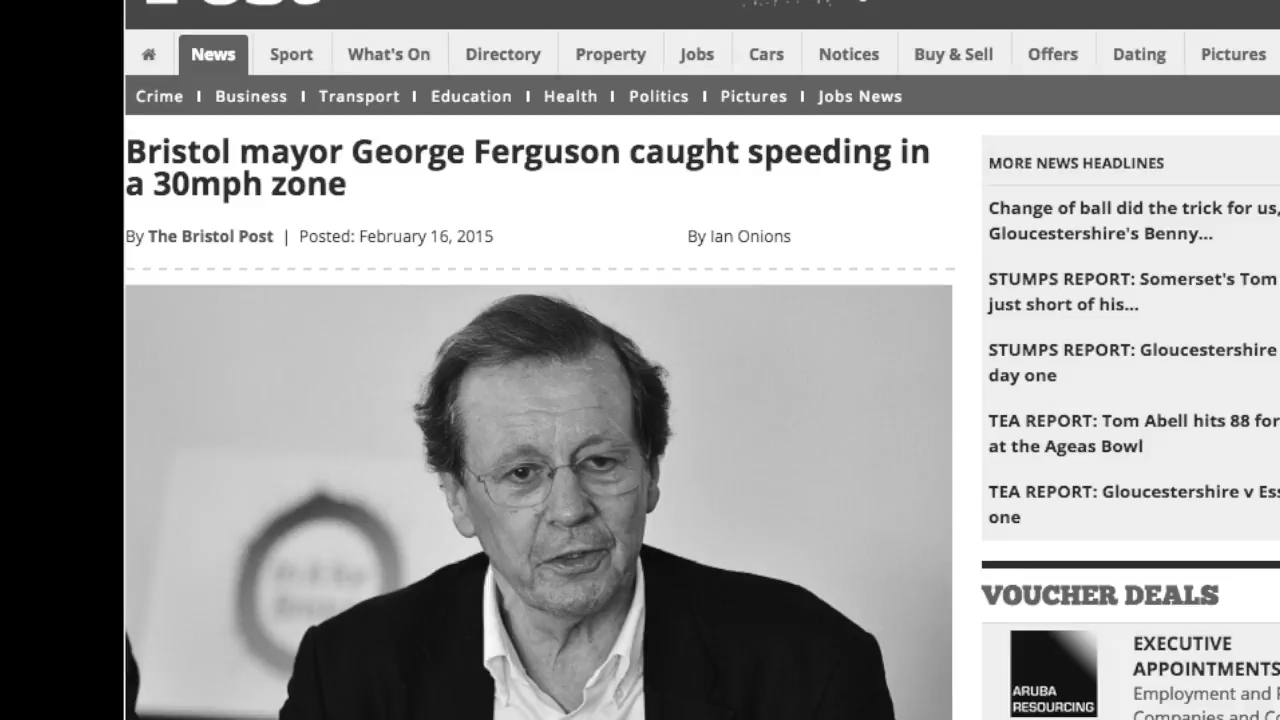 Post
News Sport What's On Directory Property Jobs Cars Notices Buy & Sell Offers Dating Pictures
Crime | Business | Transport | Education | Health | Politics | Pictures | Jobs News
Bristol mayor George Ferguson caught speeding in
a 30mph zone
By The Bristol Post | Posted: February 16, 2015 By Ian Onions
MORE NEWS HEADLINES
Change of ball did the trick for us,
Gloucestershire's Benny...
STUMPS REPORT: Somerset's Tom
just short of his...
STUMPS REPORT: Gloucestershire
day one
TEA REPORT: Tom Abell hits 88 for
at the Ageas Bowl
TEA REPORT: Gloucestershire v Ess
one
VOUCHER DEALS
EXECUTIVE
APPOINTMENTS
ARUBA
RESOURCING
Employment and
Companies and